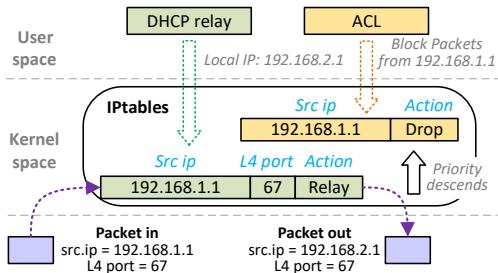 DHCP relay
ACL
User
space
Local IP: 192.168.2.1
Block Packets
from 192.168.1.1
IPtables
Src ip
Action
192.168.1.1
Drop
Kernel
space
Src ip
L4 port
Action
192.168.1.1
67
Relay
Priority
descends
Packet in
src.ip = 192.168.1.1
L4 port = 67
Packet out
src.ip = 192.168.2.1
L4 port = 67